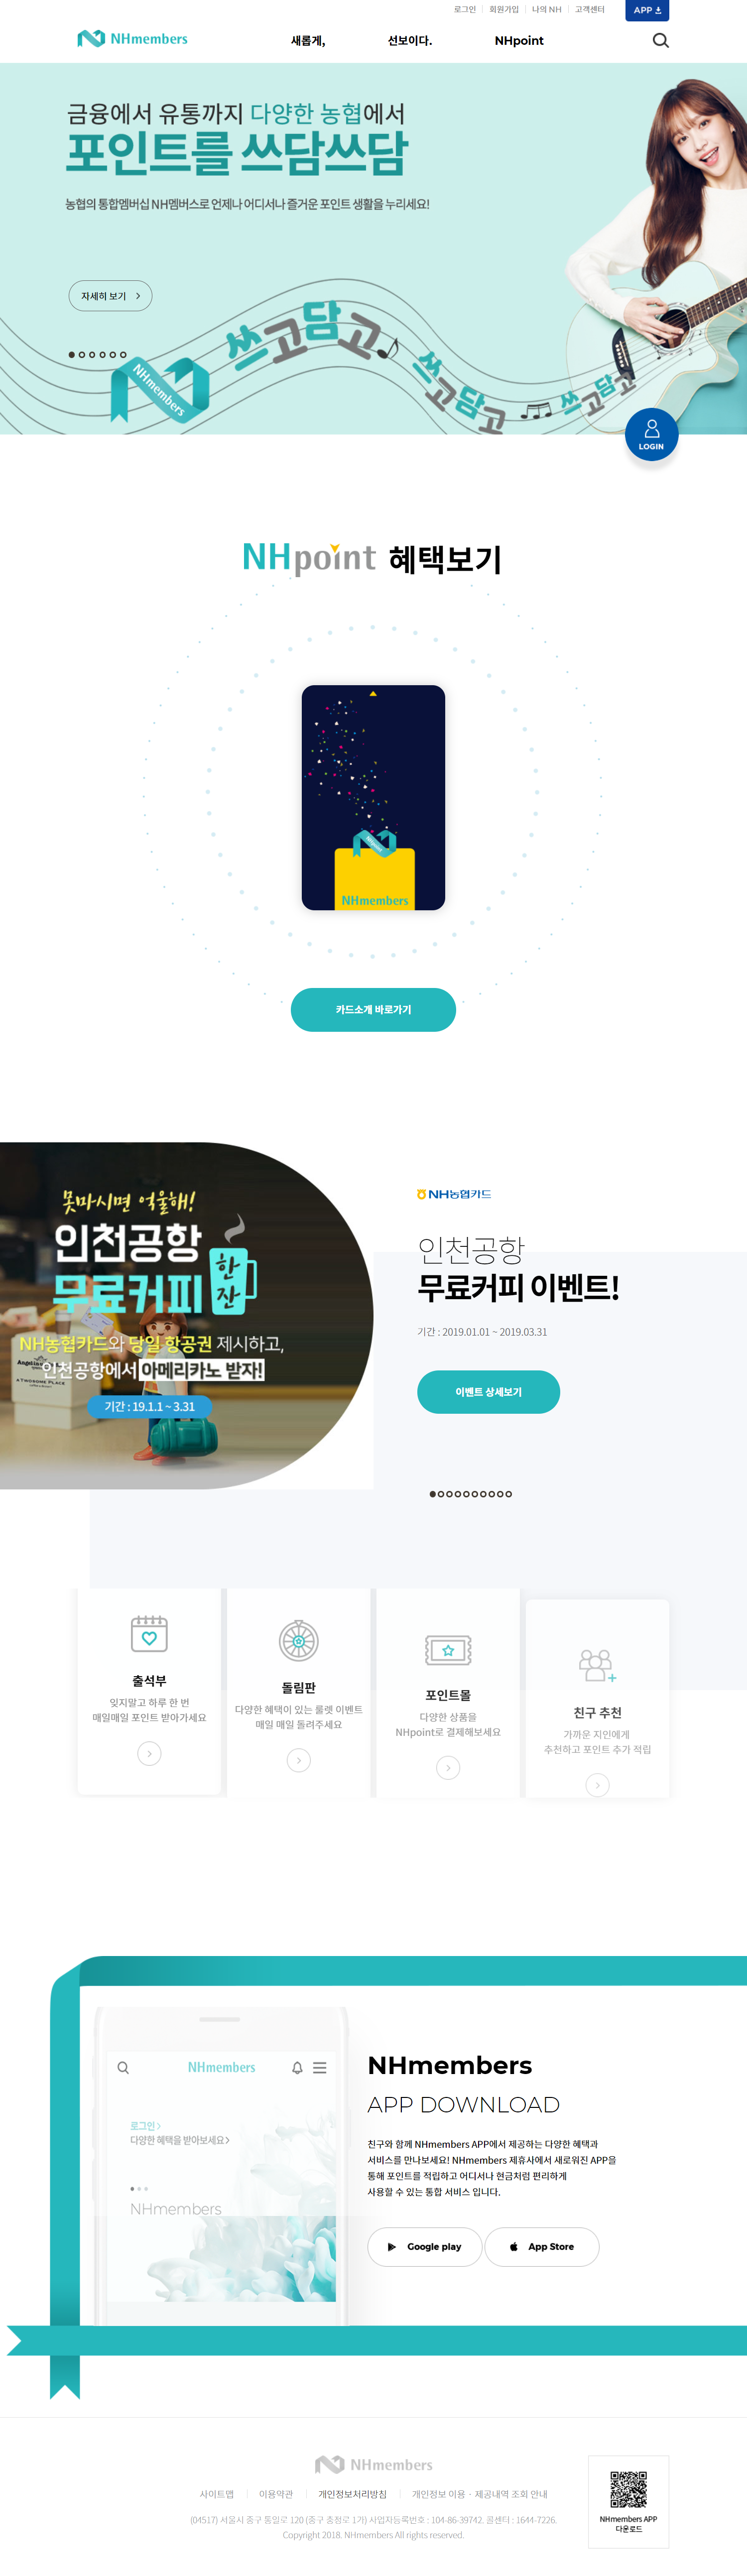 로그인
회원가입
나의 NH
고객센터
APP
NHmembers
새롭게,
선보이다.
NHpoint
금융에서 유통까지 다양한 농협에서
포인트를 쓰담쓰담
농협의 통합멤버십 NH멤버스로 언제나 어디서나 즐거운 포인트 생활을 누리세요!
자세히 보기
NHmembers
쓰고담고
쓰고담고
쓰고담고
LOGIN
NHpoint 혜택보기
NHmembers
NHmembers
카드소개 바로가기
못마시면 억울해!
인천공항
무료커피 한잔
NH농협카드와 당일 항공권 제시하고,
인천공항에서 아메리카노 받자!
기간 : 19.1.1 ~ 3.31
NH농협카드
인천공항
무료커피 이벤트!
기간 : 2019.01.01 ~ 2019.03.31
이벤트 상세보기
출석부
잊지말고 하루 한 번
매일매일 포인트 받아가세요
돌림판
다양한 혜택이 있는 룰렛 이벤트
매일 매일 돌려주세요
포인트몰
다양한 상품을
NHpoint로 결제해보세요
친구 추천
가까운 지인에게
추천하고 포인트 추가 적립
NHmembers
로그인
다양한 혜택을 받아보세요
NHmembers
NHmembers
APP DOWNLOAD
친구와 함께 NHmembers APP에서 제공하는 다양한 혜택과
서비스를 만나보세요! NHmembers 제휴사에서 새로워진 APP을
통해 포인트를 적립하고 어디서나 현금처럼 편리하게
사용할 수 있는 통합 서비스 입니다.
Google play
App Store
NHmembers
사이트맵
이용약관
개인정보처리방침
개인정보 이용 · 제공내역 조회 안내
(04517) 서울시 중구 통일로 120 (중구 충정로 1가) 사업자등록번호 : 104-86-39742. 콜센터 : 1644-7226.
Copyright 2018. NHmembers All rights reserved.
NHmembers APP
다운로드